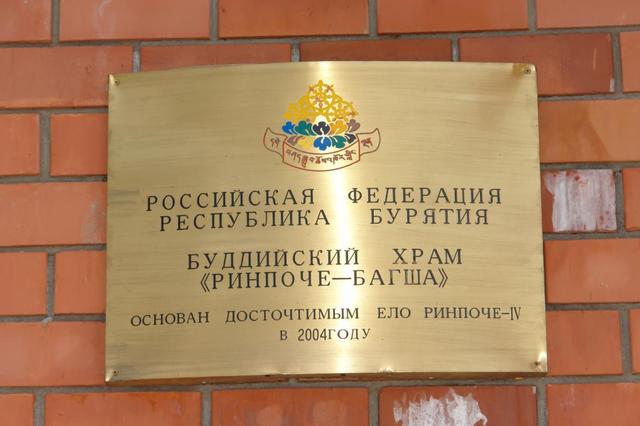 РОССИЙСКАЯ ФЕДЕРАЦИЯ
РЕСПУБЛИКА БУРЯТИЯ
БУДДИЙСКИЙ ХРАМ
《РИНПОЧЕ—БАГША》
ОСНОВАН ДОСТОЧТИМЫМ ЕЛО РИНПОЧЕ-IV
В 2004ГОДУ